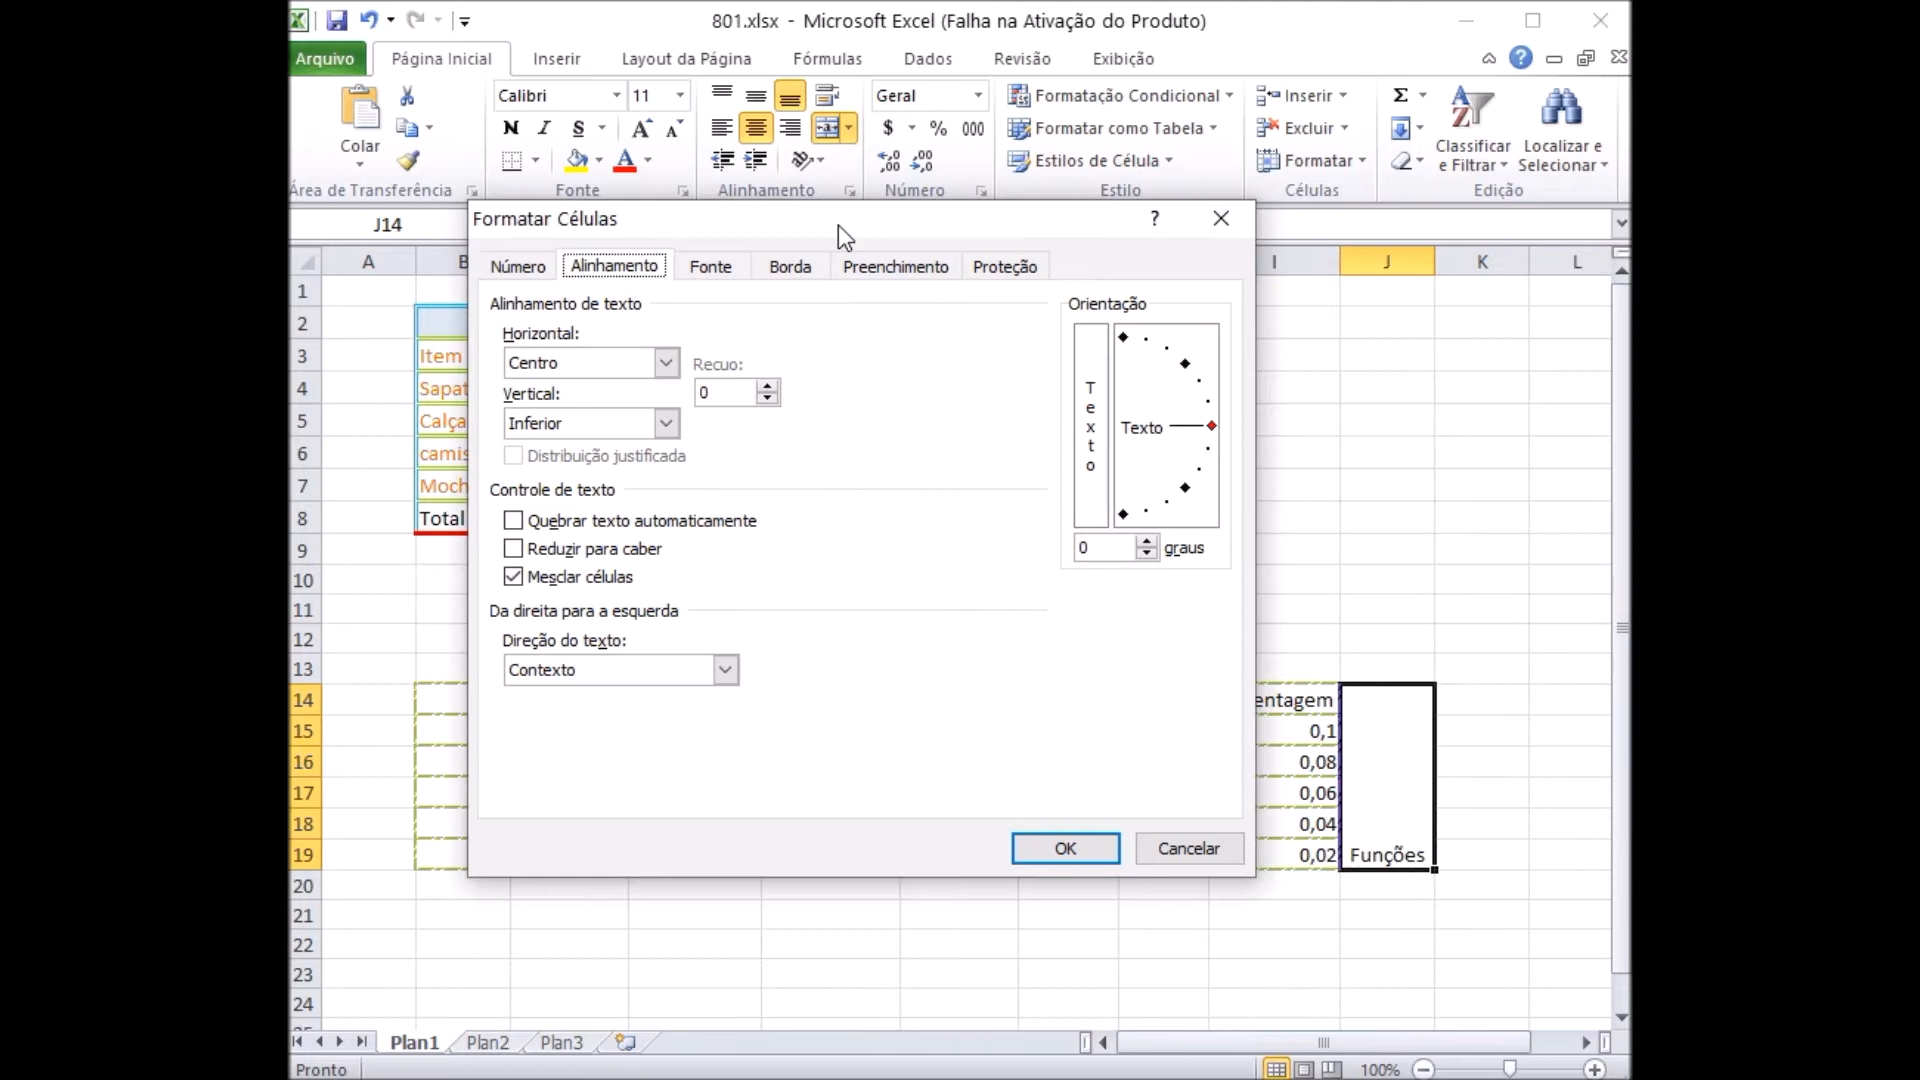 801.xlsx - Microsoft Excel (Falha na Ativação do Produto)
Arquivo Página Inicial Inserir Layout da Página Fórmulas Dados Revisão Exibição
Colar
Área de Transferência
Calibri 11
N I S A A
A
Fonte
Alinhamento
Geral
$ % 000
,0 ,00
,00 ,0
Número
Formatação Condicional
Formatar como Tabela
Estilos de Célula
Estilo
Inserir
Excluir
Formatar
Células
Σ
Classificar e Filtrar
Localizar e Selecionar
Edição
J14
A B I J K L
Formatar Células ?
Número Alinhamento Fonte Borda Preenchimento Proteção
Alinhamento de texto
Horizontal:
Centro
Recuo:
0
Vertical:
Inferior
Distribuição justificada
Controle de texto
Quebrar texto automaticamente
Reduzir para caber
Mesclar células
Da direita para a esquerda
Direção do texto:
Contexto
Orientação
Texto
Texto
0 graus
OK Cancelar
1
2
3 Item
4 Sapat
5 Calça
6 camis
7 Moch
8 Total
9
10
11
12
13
14 entagem
15 0,1
16 0,08
17 0,06
18 0,04
19 0,02 Funções
20
21
22
23
24
Plan1 Plan2 Plan3
Pronto 100%